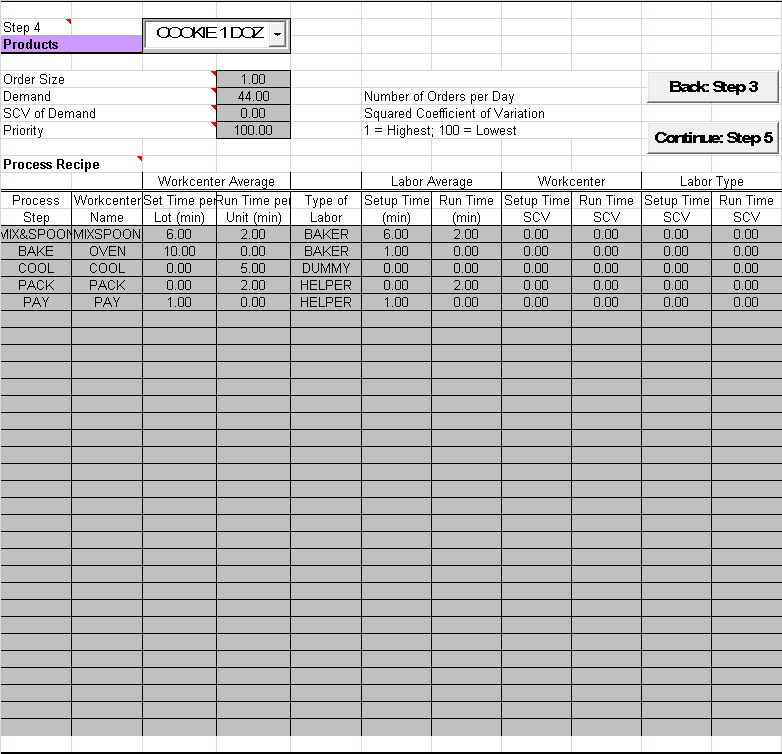 Step 4
COOKIE 1 DOZ
Products
Order Size 1.00
Demand 44.00 Number of Orders per Day
SCV of Demand 0.00 Squared Coefficient of Variation
Priority 100.00 1 = Highest; 100 = Lowest
Back: Step 3
Continue: Step 5
Process Recipe
Workcenter Average Labor Average Workcenter Labor Type
Process Workcenter Set Time per Run Time per Type of Setup Time Run Time Setup Time Run Time Setup Time Run Time
Step Name Lot (min) Unit (min) Labor (min) (min) SCV SCV SCV SCV
MIX&SPOON MIXSPOON 6.00 2.00 BAKER 6.00 2.00 0.00 0.00 0.00 0.00
BAKE OVEN 10.00 0.00 BAKER 1.00 0.00 0.00 0.00 0.00 0.00
COOL COOL 0.00 5.00 DUMMY 0.00 0.00 0.00 0.00 0.00 0.00
PACK PACK 0.00 2.00 HELPER 0.00 2.00 0.00 0.00 0.00 0.00
PAY PAY 1.00 0.00 HELPER 1.00 0.00 0.00 0.00 0.00 0.00